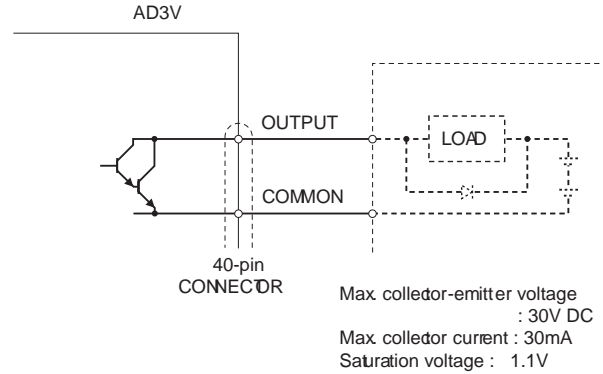 AD3V
OUTPUT
LOAD
COMMON
40-pin
CONNECTOR
Max. collector-emitter voltage
: 30V DC
Max. collector current : 30mA
Saturation voltage : 1.1V